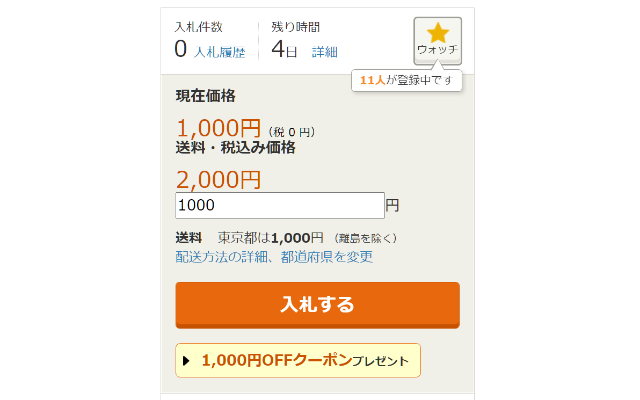 入札件数 残り時間
0 入札履歴 4日 詳細
ウォッチ
11人が登録中です
現在価格
1,000円（税 0 円）
送料・税込み価格
2,000円
1000円
送料 東京都は1,000円 （離島を除く）
配送方法の詳細、都道府県を変更
入札する
1,000円OFFクーポンプレゼント